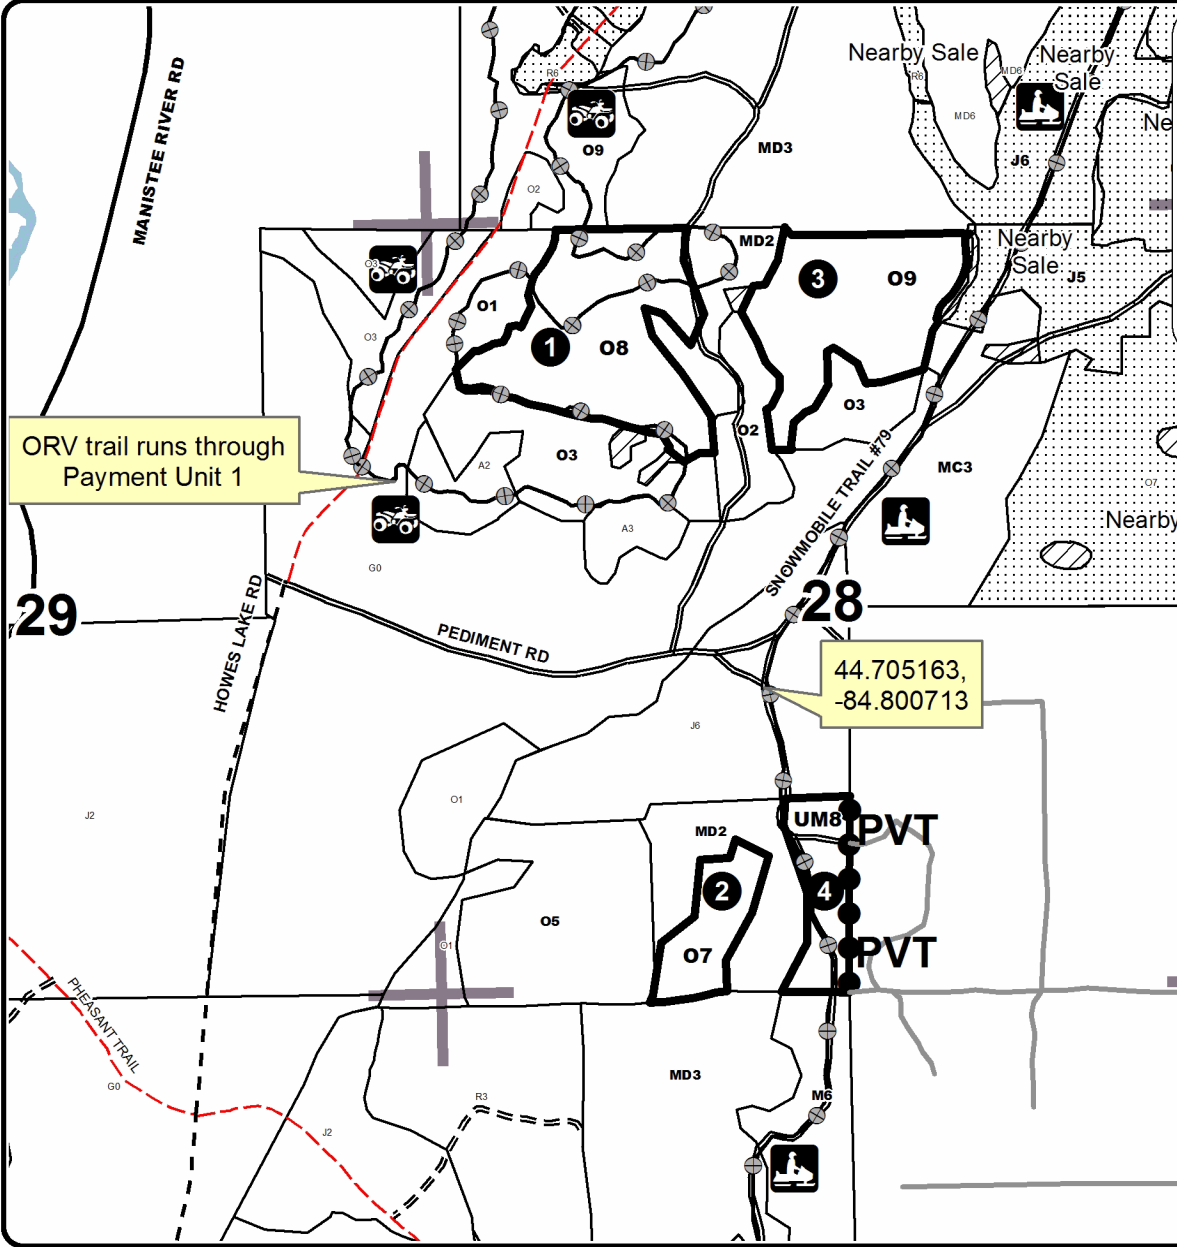 Nearby Sale
Nearby
Sale
R6
R6
MD6
MD6
Ne
MANISTEE RIVER RD
O9
MD3
J6
O2
Nearby
Sale
J5
MD2
3
O9
O3
O1
O3
1
O8
O3
O2
ORV trail runs through
Payment Unit 1
A2
O3
MC3
O7
Nearby
A3
SNOWMOBILE TRAIL #79
G0
29
28
HOWES LAKE RD
PEDIMENT RD
44.705163,
-84.800713
J6
O1
J2
MD2
UM8
PVT
2
4
O5
O1
O7
PVT
PHEASANT TRAIL
G0
MD3
R3
M6
J2